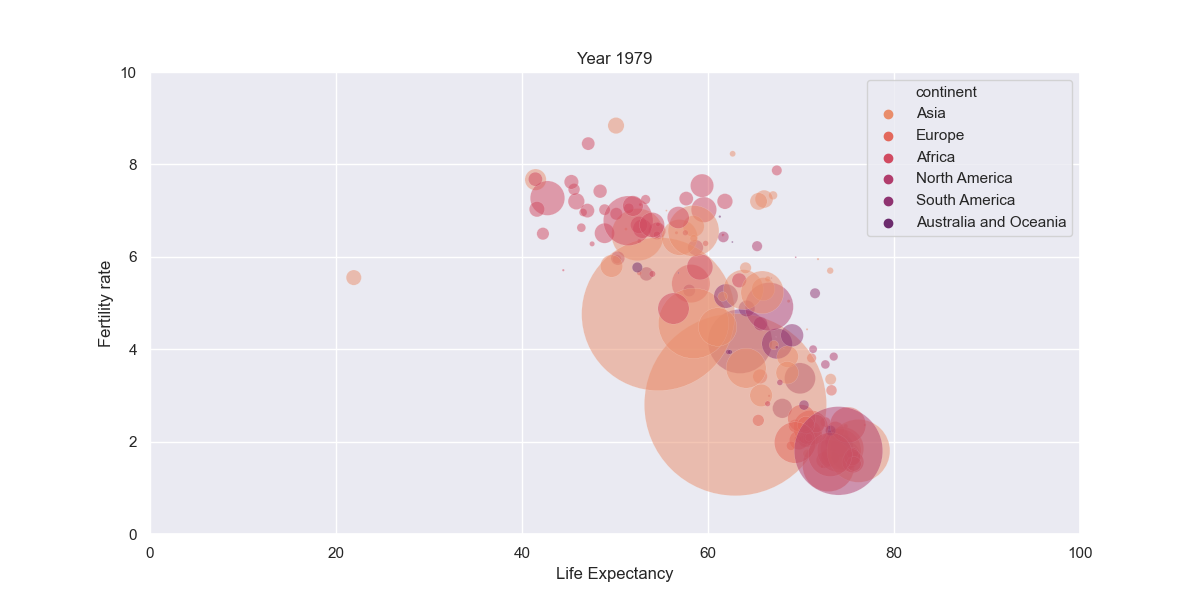 Year 1979
10
8
6
4
2
0
Fertility rate
0 20 40 60 80 100
Life Expectancy
continent
Asia
Europe
Africa
North America
South America
Australia and Oceania